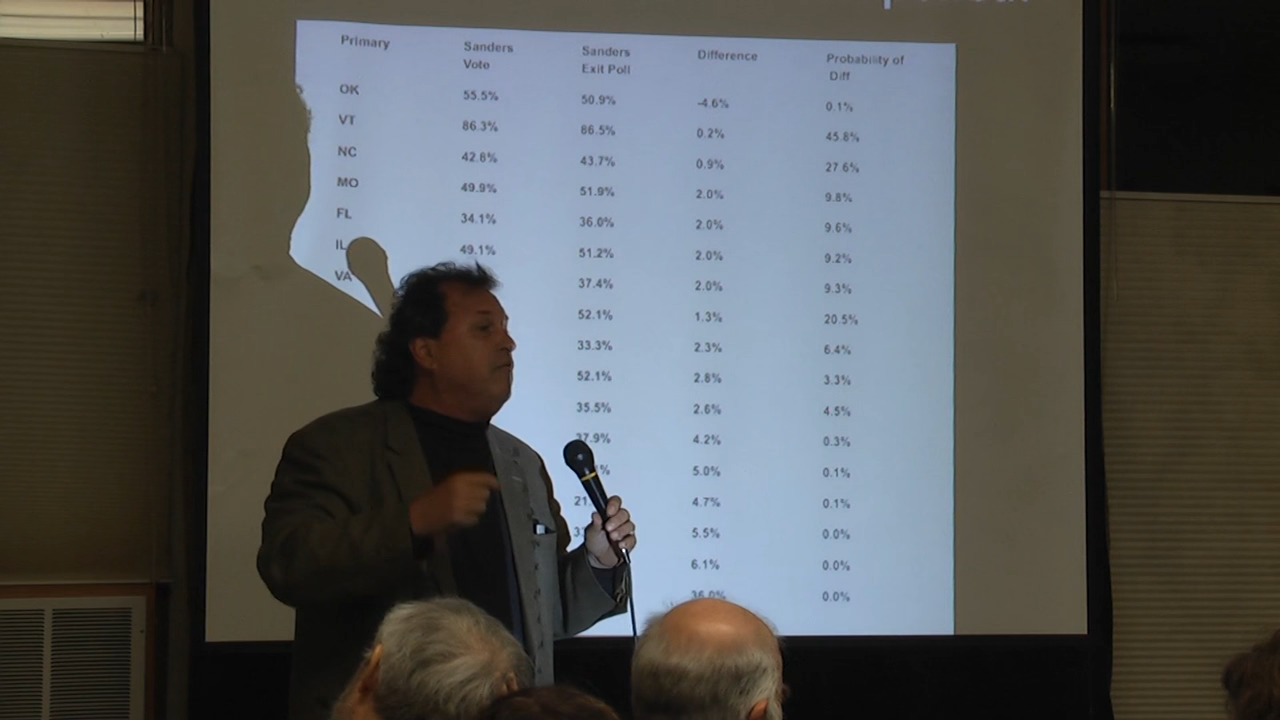 Primary Sanders Vote Sanders Exit Poll Difference Probability of Diff
OK 55.5% 50.9% -4.6% 0.1%
VT 86.3% 86.5% 0.2% 45.8%
NC 42.8% 43.7% 0.9% 27.6%
MO 49.9% 51.9% 2.0% 9.8%
FL 34.1% 36.0% 2.0% 9.6%
IL 49.1% 51.2% 2.0% 9.2%
VA 37.4% 2.0% 9.3%
52.1% 1.3% 20.5%
33.3% 2.3% 6.4%
52.1% 2.8% 3.3%
35.5% 2.6% 4.5%
37.9% 4.2% 0.3%
5.0% 0.1%
4.7% 0.1%
5.5% 0.0%
6.1% 0.0%
36.0% 0.0%